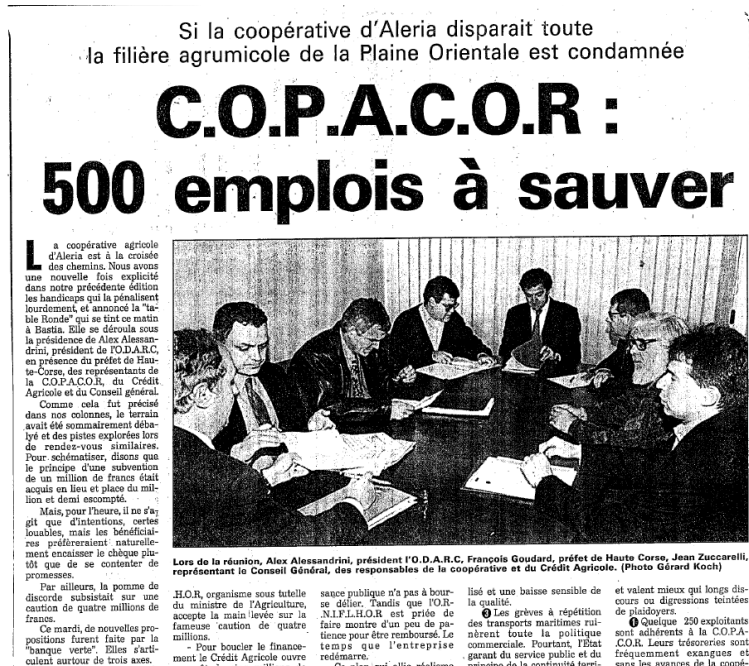 Si la coopérative d'Aleria disparait toute
la filière agrumicole de la Plaine Orientale est condamnée
C.O.P.A.C.O.R :
500 emplois à sauver
La coopérative agricole
d'Aleria est à la croisée
des chemins. Nous avons
une nouvelle fois explicité
dans notre précédente édition
les handicaps qui la pénalisent
lourdement, et annoncé la "ta-
ble Ronde" qui se tint ce matin
à Bastia. Elle se déroula sous
la présidence de Alex Alessan-
drini, président de l'O.D.A.R.C,
en présence du préfet de Hau-
te-Corse, des représentants de
la C.O.P.A.C.O.R, du Crédit
Agricole et du Conseil général.
Comme cela fut précisé
dans nos colonnes, le terrain
avait été sommairement déba-
layé et des pistes explorées lors
de rendez-vous similaires.
Pour schématiser, disons que
le principe d'une subvention
de un million de francs était
acquis en lieu et place du mil-
lion et demi escompté.
Mais, pour l'heure, il ne s'a-
git que d'intentions, certes
louables, mais les bénéficiai-
res préfèreraient naturelle-
ment encaisser le chèque plu-
tôt que de se contenter de
promesses.
Par ailleurs, la pomme de
discorde subsistait sur une
caution de quatre millions de
francs.
Ce mardi, de nouvelles pro-
positions furent faite par la
"banque verte". Elles s'arti-
culent aurtour de trois axes.
Lors de la réunion, Alex Alessandrini, président l'O.D.A.R.C, François Goudard, préfet de Haute Corse, Jean Zuccarelli,
représentant le Conseil Général, des responsables de la coopérative et du Crédit Agricole. (Photo Gérard Koch)
.H.O.R, organisme sous tutelle
du ministre de l'Agriculture,
accepte la main levée sur la
fameuse caution de quatre
millions.
- Pour boucler le finance-
ment le Crédit Agricole ouvre
sance publique n'a pas à bour-
se délier. Tandis que l'O.R-
.N.I.F.L.H.O.R est priée de
faire montre d'un peu de pa-
tience pour être remboursé. Le
temps que l'entreprise
redémarre.
lisé et une baisse sensible de
la qualité.
❸ Les grèves à répétition
des transports maritimes rui-
nèrent toute la politique
commerciale. Pourtant, l'État
garant du service public et du
principe de la continuité terri-
et valent mieux qui longs dis-
cours ou digressions teintées
de plaidoyers.
❶ Quelque 250 exploitants
sont adhérents à la C.O.P.A-
.C.O.R. Leurs trésoreries sont
fréquemment exangues et
sans les avances de la coopé-